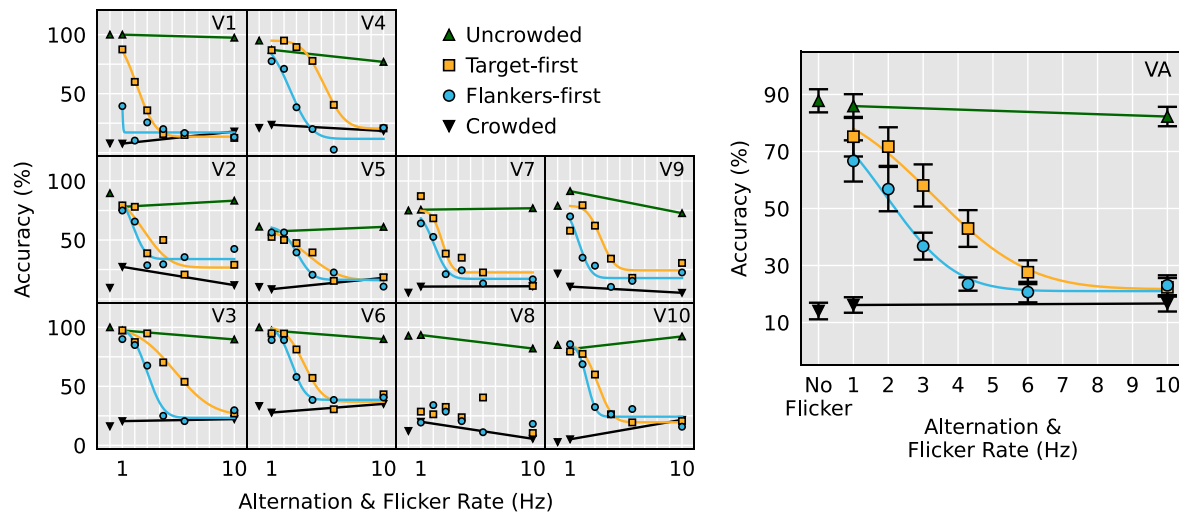 V1
V4
100
50
Uncrowded
Target-first
Flankers-first
Crowded
V2
V5
V7
V9
100
50
Accuracy (%)
V3
V6
V8
V10
100
50
0
1
10
1
10
1
10
1
10
Alternation & Flicker Rate (Hz)
VA
90
70
50
30
10
Accuracy (%)
No
Flicker
1
2
3
4
5
6
7
8
9
10
Alternation &
Flicker Rate (Hz)